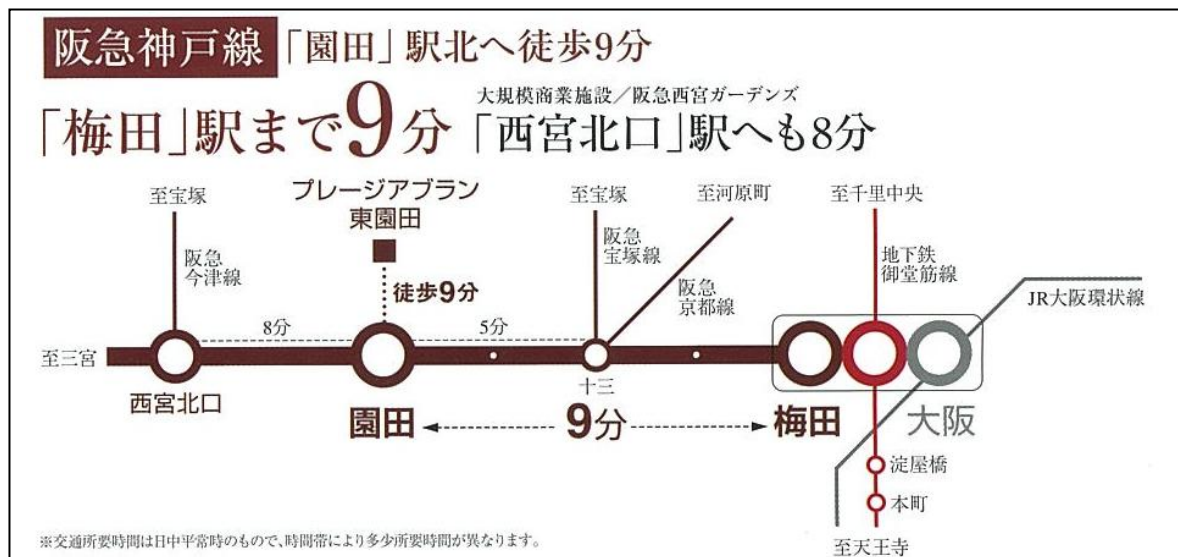 阪急神戸線 「園田」駅北へ徒歩9分
大規模商業施設／阪急西宮ガーデンズ
「梅田」駅まで9分 「西宮北口」駅へも8分
至宝塚
プレージアブラン
東園田
至宝塚
至河原町
至千里中央
阪急
今津線
阪急
宝塚線
阪急
京都線
地下鉄
御堂筋線
JR大阪環状線
徒歩9分
8分
5分
至三宮
西宮北口
十三
園田
9分
梅田
大阪
淀屋橋
本町
至天王寺
※交通所要時間は日中平常時のもので、時間帯により多少所要時間が異なります。